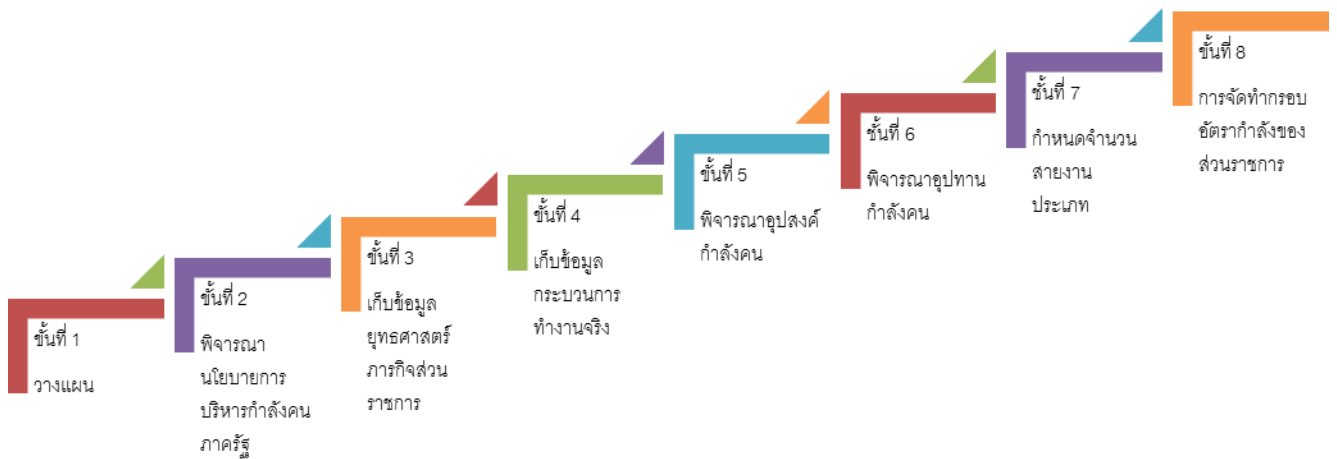 ขั้นที่ 1
วางแผน
ขั้นที่ 2
พิจารณา
นโยบายการ
บริหารกำลังคน
ภาครัฐ
ขั้นที่ 3
เก็บข้อมูล
ยุทธศาสตร์
ภารกิจส่วน
ราชการ
ขั้นที่ 4
เก็บข้อมูล
กระบวนการ
ทำงานจริง
ขั้นที่ 5
พิจารณาอุปสงค์
กำลังคน
ขั้นที่ 6
พิจารณาอุปทาน
กำลังคน
ขั้นที่ 7
กำหนดจำนวน
สายงาน
ประเภท
ขั้นที่ 8
การจัดทำกรอบ
อัตรากำลังของ
ส่วนราชการ